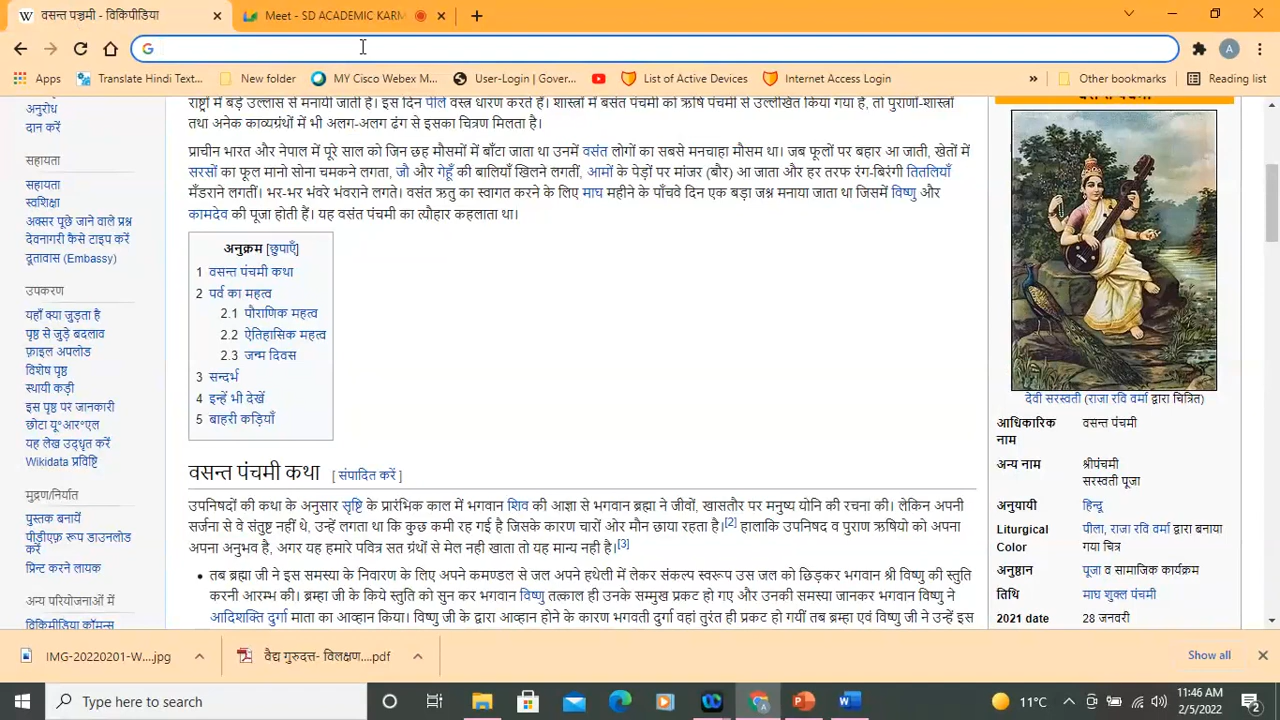 वसन्त पञ्चमी - विकिपीडिया
Meet - SD ACADEMIC KARM
A
Apps
Translate Hindi Text...
New folder
MY Cisco Webex M...
User-Login | Gover...
List of Active Devices
Internet Access Login
»
Other bookmarks
Reading list
अनुरोध
दान करें
सहायता
सहायता
स्वशिक्षा
अक्सर पूछे जाने वाले प्रश्न
देवनागरी कैसे टाइप करें
दूतावास (Embassy)
उपकरण
यहाँ क्या जुड़ता है
पृष्ठ से जुड़े बदलाव
फ़ाइल अपलोड
विशेष पृष्ठ
स्थायी कड़ी
इस पृष्ठ पर जानकारी
छोटा यू॰आर॰एल
यह लेख उद्धृत करें
Wikidata प्रविष्टि
मुद्रण/निर्यात
पुस्तक बनायें
पीडीएफ़ रूप डाउनलोड
करें
प्रिन्ट करने लायक
अन्य परियोजनाओं में
विकिमीडिया कॉमन्स
राष्ट्रों में बड़े उल्लास से मनायी जाती है। इस दिन पीले वस्त्र धारण करते हैं। शास्त्रों में बसंत पंचमी को ऋषि पंचमी से उल्लेखित किया गया है, तो पुराणों-शास्त्रों
तथा अनेक काव्यग्रंथों में भी अलग-अलग ढंग से इसका चित्रण मिलता है।
प्राचीन भारत और नेपाल में पूरे साल को जिन छह मौसमों में बाँटा जाता था उनमें वसंत लोगों का सबसे मनचाहा मौसम था। जब फूलों पर बहार आ जाती, खेतों में
सरसों का फूल मानो सोना चमकने लगता, जौ और गेहूँ की बालियाँ खिलने लगतीं, आमों के पेड़ों पर मांजर (बौर) आ जाता और हर तरफ रंग-बिरंगी तितलियाँ
मँडराने लगतीं। भर-भर भंवरे भंवराने लगते। वसंत ऋतु का स्वागत करने के लिए माघ महीने के पाँचवे दिन एक बड़ा जश्न मनाया जाता था जिसमें विष्णु और
कामदेव की पूजा होती हैं। यह वसंत पंचमी का त्यौहार कहलाता था।
अनुक्रम [छुपाएँ]
1 वसन्त पंचमी कथा
2 पर्व का महत्व
2.1 पौराणिक महत्व
2.2 ऐतिहासिक महत्व
2.3 जन्म दिवस
3 सन्दर्भ
4 इन्हें भी देखें
5 बाहरी कड़ियाँ
वसन्त पंचमी कथा [ संपादित करें ]
उपनिषदों की कथा के अनुसार सृष्टि के प्रारंभिक काल में भगवान शिव की आज्ञा से भगवान ब्रह्मा ने जीवों, खासतौर पर मनुष्य योनि की रचना की। लेकिन अपनी
सर्जना से वे संतुष्ट नहीं थे, उन्हें लगता था कि कुछ कमी रह गई है जिसके कारण चारों ओर मौन छाया रहता है।[2] हालाकि उपनिषद व पुराण ऋषियो को अपना
अपना अनुभव है, अगर यह हमारे पवित्र सत ग्रंथों से मेल नही खाता तो यह मान्य नही है।[3]
• तब ब्रह्मा जी ने इस समस्या के निवारण के लिए अपने कमण्डल से जल अपने हथेली में लेकर संकल्प स्वरूप उस जल को छिड़कर भगवान श्री विष्णु की स्तुति
करनी आरम्भ की। ब्रम्हा जी के किये स्तुति को सुन कर भगवान विष्णु तत्काल ही उनके सम्मुख प्रकट हो गए और उनकी समस्या जानकर भगवान विष्णु ने
आदिशक्ति दुर्गा माता का आव्हान किया। विष्णु जी के द्वारा आव्हान होने के कारण भगवती दुर्गा वहां तुरंत ही प्रकट हो गयीं तब ब्रम्हा एवं विष्णु जी ने उन्हें इस
देवी सरस्वती (राजा रवि वर्मा द्वारा चित्रित)
आधिकारिक नाम वसन्त पंचमी
अन्य नाम श्रीपंचमी
सरस्वती पूजा
अनुयायी हिन्दू
Liturgical Color पीला, राजा रवि वर्मा द्वारा बनाया
गया चित्र
अनुष्ठान पूजा व सामाजिक कार्यक्रम
तिथि माघ शुक्ल पंचमी
2021 date 28 जनवरी
IMG-20220201-W....jpg
वैद्य गुरुदत्त- विलक्षण....pdf
Show all
Type here to search
11°C
11:46 AM
2/5/2022
2